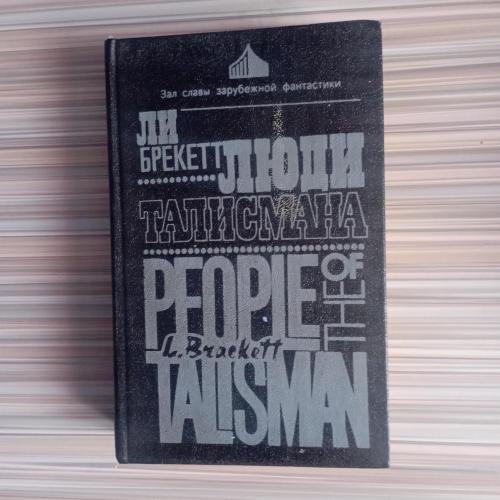 Зал славы зарубежной фантастики
ЛИ
БРЕКЕТТ
ЛЮДИ
ТАЛИСМАНА
PEOPLE
OF
THE
L. Brackett
TALISMAN